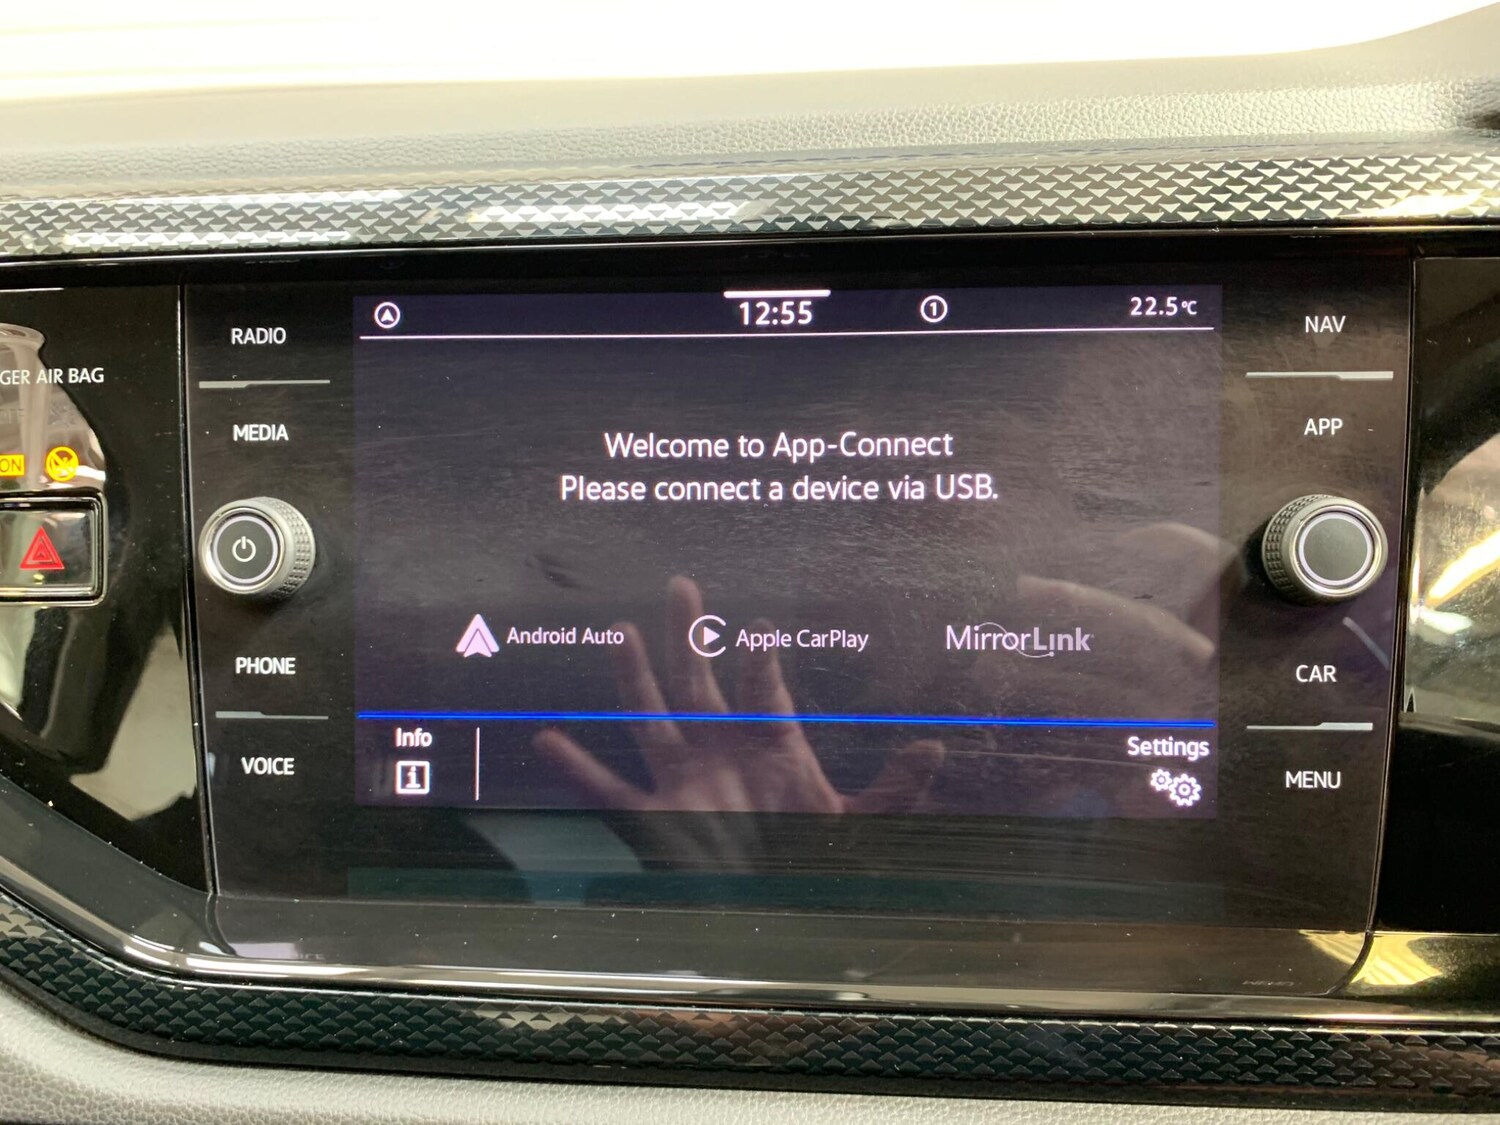 12:55
1
22.5°C
RADIO
NAV
GER AIR BAG
MEDIA
APP
Welcome to App-Connect
Please connect a device via USB.
ON
Android Auto
Apple CarPlay
MirrorLink
PHONE
CAR
Info
Settings
VOICE
MENU